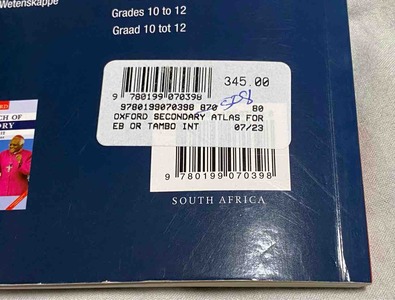 Wetenskappe
Grades 10 to 12
Graad 10 tot 12
345.00
9 780199 070398
9780199070398 870 80
OXFORD SECONDARY ATLAS FOR
EB OR TAMBO INT 07/23
9 780199 070398
SOUTH AFRICA